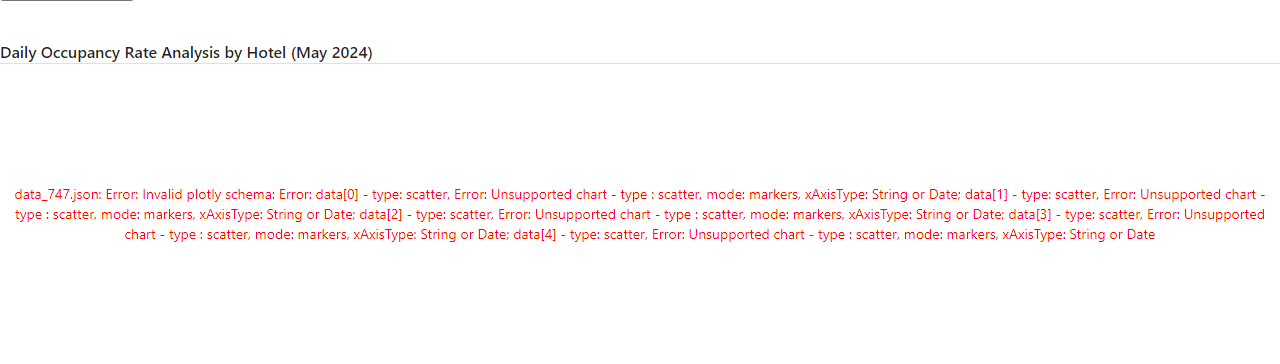 Daily Occupancy Rate Analysis by Hotel (May 2024)
data_747.json: Error: Invalid plotly schema: Error: data[0] - type: scatter, Error: Unsupported chart - type : scatter, mode: markers, xAxisType: String or Date; data[1] - type: scatter, Error: Unsupported chart -
type : scatter, mode: markers, xAxisType: String or Date; data[2] - type: scatter, Error: Unsupported chart - type : scatter, mode: markers, xAxisType: String or Date; data[3] - type: scatter, Error: Unsupported
chart - type : scatter, mode: markers, xAxisType: String or Date; data[4] - type: scatter, Error: Unsupported chart - type : scatter, mode: markers, xAxisType: String or Date